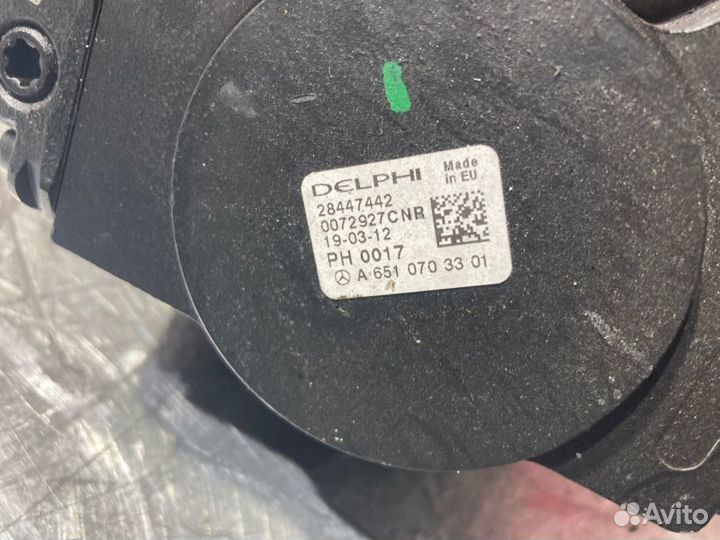 DELPHI Made in EU
28447442
0072927CNR
19-03-12
PH 0017
A 651 070 33 01
Avito